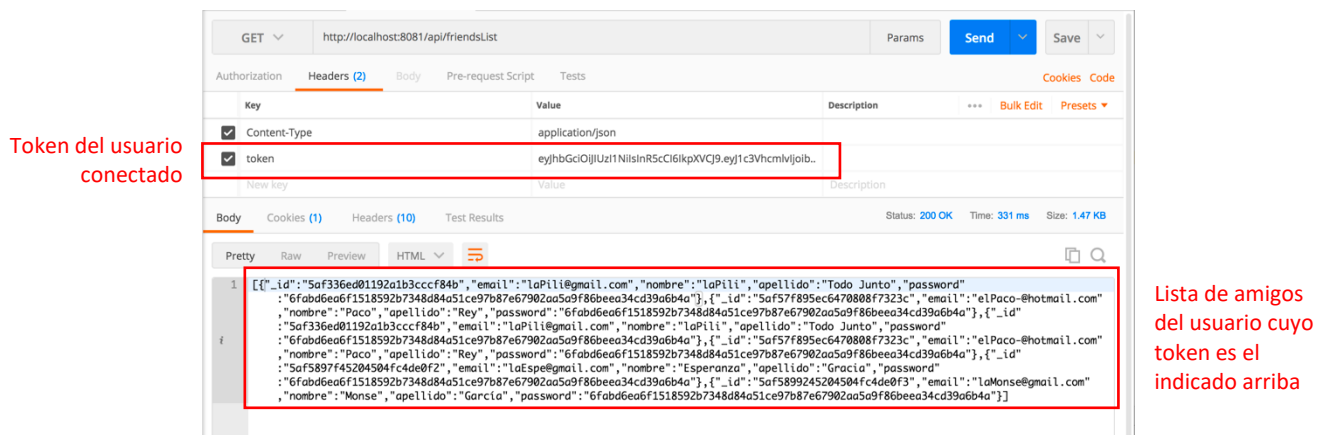 GET http://localhost:8081/api/friendsList Params Send Save
Authorization Headers (2) Body Pre-request Script Tests Cookies Code
Key Value Description ••• Bulk Edit Presets
Content-Type application/json
Token del usuario
conectado
token eyJhbGciOiJIUzI1NiIsInR5cCI6IkpXVCJ9.eyJ1c3VhcmlvIjoib..
New key Value Description
Body Cookies (1) Headers (10) Test Results Status: 200 OK Time: 331 ms Size: 1.47 KB
Pretty Raw Preview HTML
1 [{"_id":"5af336ed01192a1b3cccf84b","email":"laPili@gmail.com","nombre":"laPili","apellido":"Todo Junto","password"
:"6fabd6ea6f1518592b7348d84a51ce97b87e67902aa5a9f86beea34cd39a6b4a"},{"_id":"5af57f895ec6470808f7323c","email":"elPaco-@hotmail.com"
,"nombre":"Paco","apellido":"Rey","password":"6fabd6ea6f1518592b7348d84a51ce97b87e67902aa5a9f86beea34cd39a6b4a"},{"_id"
:"5af336ed01192a1b3cccf84b","email":"laPili@gmail.com","nombre":"laPili","apellido":"Todo Junto","password"
:"6fabd6ea6f1518592b7348d84a51ce97b87e67902aa5a9f86beea34cd39a6b4a"},{"_id":"5af57f895ec6470808f7323c","email":"elPaco-@hotmail.com"
,"nombre":"Paco","apellido":"Rey","password":"6fabd6ea6f1518592b7348d84a51ce97b87e67902aa5a9f86beea34cd39a6b4a"},{"_id"
:"5af5897f45204504fc4de0f2","email":"laEspe@gmail.com","nombre":"Esperanza","apellido":"Gracia","password"
:"6fabd6ea6f1518592b7348d84a51ce97b87e67902aa5a9f86beea34cd39a6b4a"},{"_id":"5af5899245204504fc4de0f3","email":"laMonse@gmail.com"
,"nombre":"Monse","apellido":"García","password":"6fabd6ea6f1518592b7348d84a51ce97b87e67902aa5a9f86beea34cd39a6b4a"}]
Lista de amigos
del usuario cuyo
token es el
indicado arriba